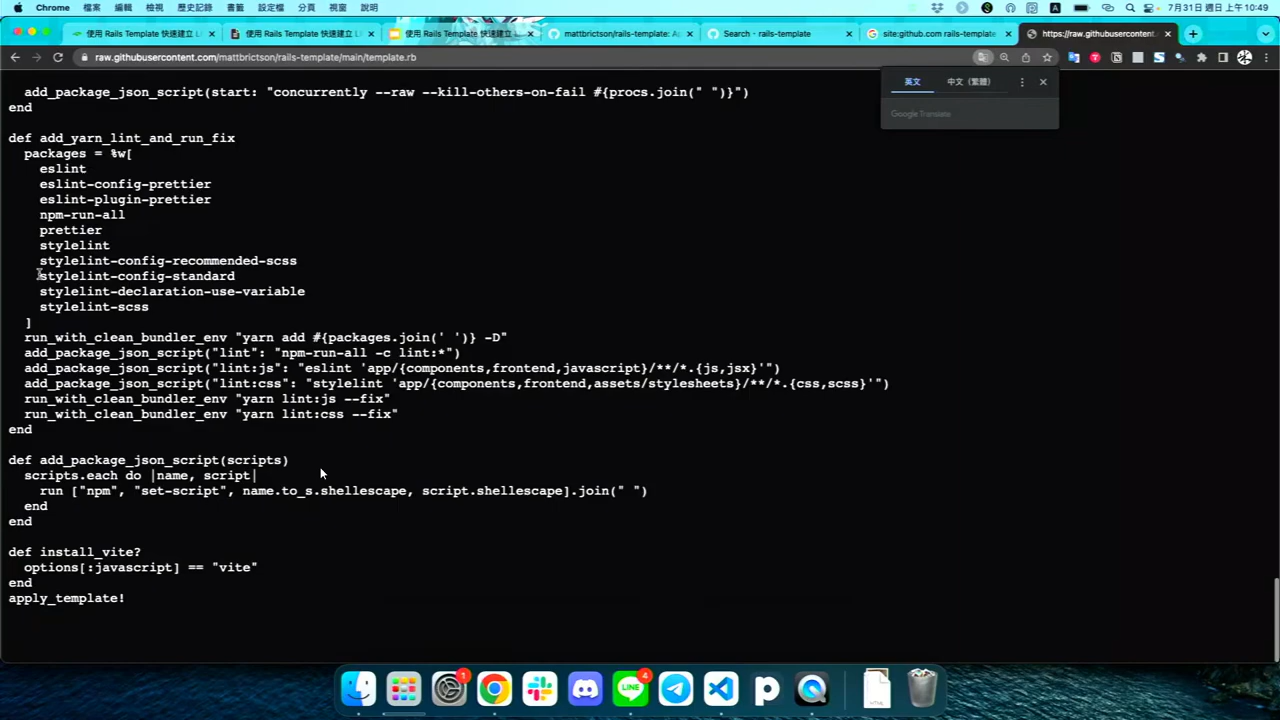 Chrome 檔案 編輯 檢視 歷史記錄 書籤 設定檔 分頁 視窗 說明
7月31日 週日 上午 10:49
使用 Rails Template 快速建立 L
使用 Rails Template 快速建立 L
使用 Rails Template 快速建立
mattbrictson/rails-template: A
Search · rails-template
site:github.com rails-template
https://raw.githubusercontent.
raw.githubusercontent.com/mattbrictson/rails-template/main/template.rb
英文 中文 (繁體)
Google Translate
add_package_json_script(start: "concurrently --raw --kill-others-on-fail #{procs.join(" ")}")
end
def add_yarn_lint_and_run_fix
packages = %w[
eslint
eslint-config-prettier
eslint-plugin-prettier
npm-run-all
prettier
stylelint
stylelint-config-recommended-scss
stylelint-config-standard
stylelint-declaration-use-variable
stylelint-scss
]
run_with_clean_bundler_env "yarn add #{packages.join(' ')} -D"
add_package_json_script("lint": "npm-run-all -c lint:*")
add_package_json_script("lint:js": "eslint 'app/{components,frontend,javascript}/**/*.{js,jsx}'")
add_package_json_script("lint:css": "stylelint 'app/{components,frontend,assets/stylesheets}/**/*.{css,scss}'")
run_with_clean_bundler_env "yarn lint:js --fix"
run_with_clean_bundler_env "yarn lint:css --fix"
end
def add_package_json_script(scripts)
scripts.each do |name, script|
run ["npm", "set-script", name.to_s.shellescape, script.shellescape].join(" ")
end
end
def install_vite?
options[:javascript] == "vite"
end
apply_template!
1
LINE
4
HTML